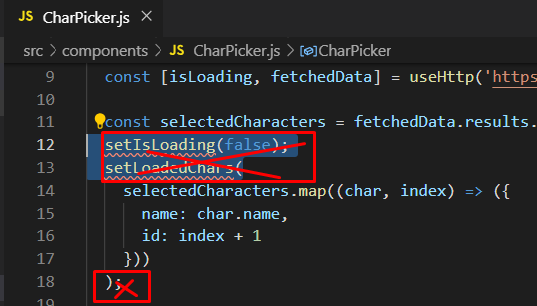 JS CharPicker.js ×
src > components > JS CharPicker.js > CharPicker
9 const [isLoading, fetchedData] = useHttp('https
10
11 const selectedCharacters = fetchedData.results.
12 setIsLoading(false);
13 setLoadedChars(
14 selectedCharacters.map((char, index) => ({
15 name: char.name,
16 id: index + 1
17 }))
18 );